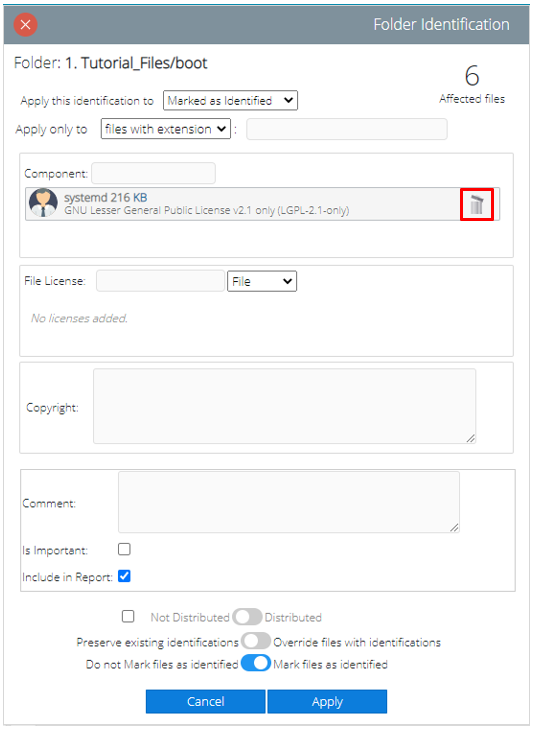 Folder Identification
Folder: 1. Tutorial_Files/boot
6
Affected files
Apply this identification to Marked as Identified
Apply only to files with extension :
Component:
systemd 216 KB
GNU Lesser General Public License v2.1 only (LGPL-2.1-only)
File License: File
No licenses added.
Copyright:
Comment:
Is Important:
Include in Report:
Not Distributed Distributed
Preserve existing identifications Override files with identifications
Do not Mark files as identified Mark files as identified
Cancel Apply